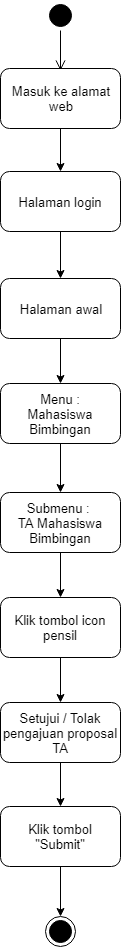 Masuk ke alamat
web
Halaman login
Halaman awal
Menu :
Mahasiswa
Bimbingan
Submenu :
TA Mahasiswa
Bimbingan
Klik tombol icon
pensil
Setujui / Tolak
pengajuan proposal
TA
Klik tombol
"Submit"